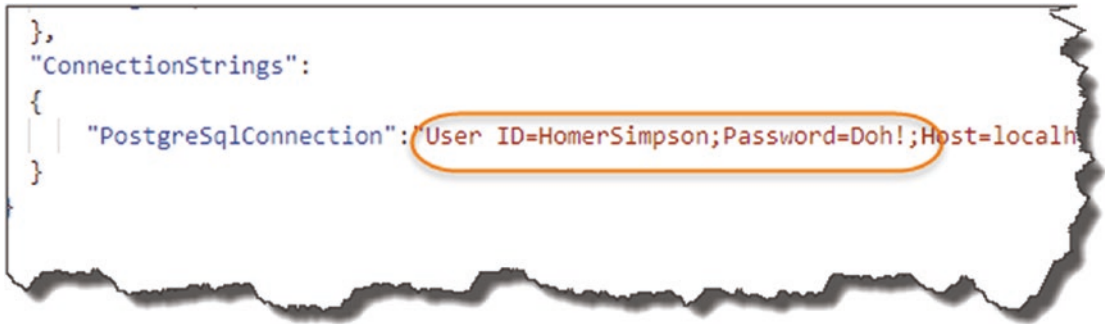 },
"ConnectionStrings":
{
"PostgreSqlConnection":"User ID=HomerSimpson;Password=Doh!;Host=localh
}
}